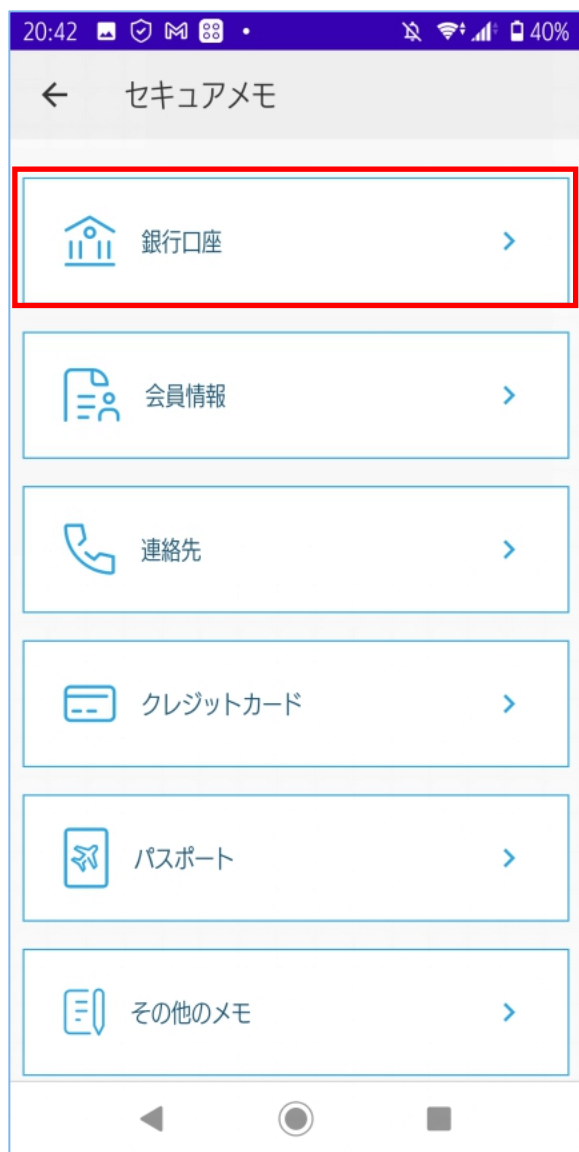 20:42 40%
セキュアメモ
銀行口座
会員情報
連絡先
クレジットカード
パスポート
その他のメモ